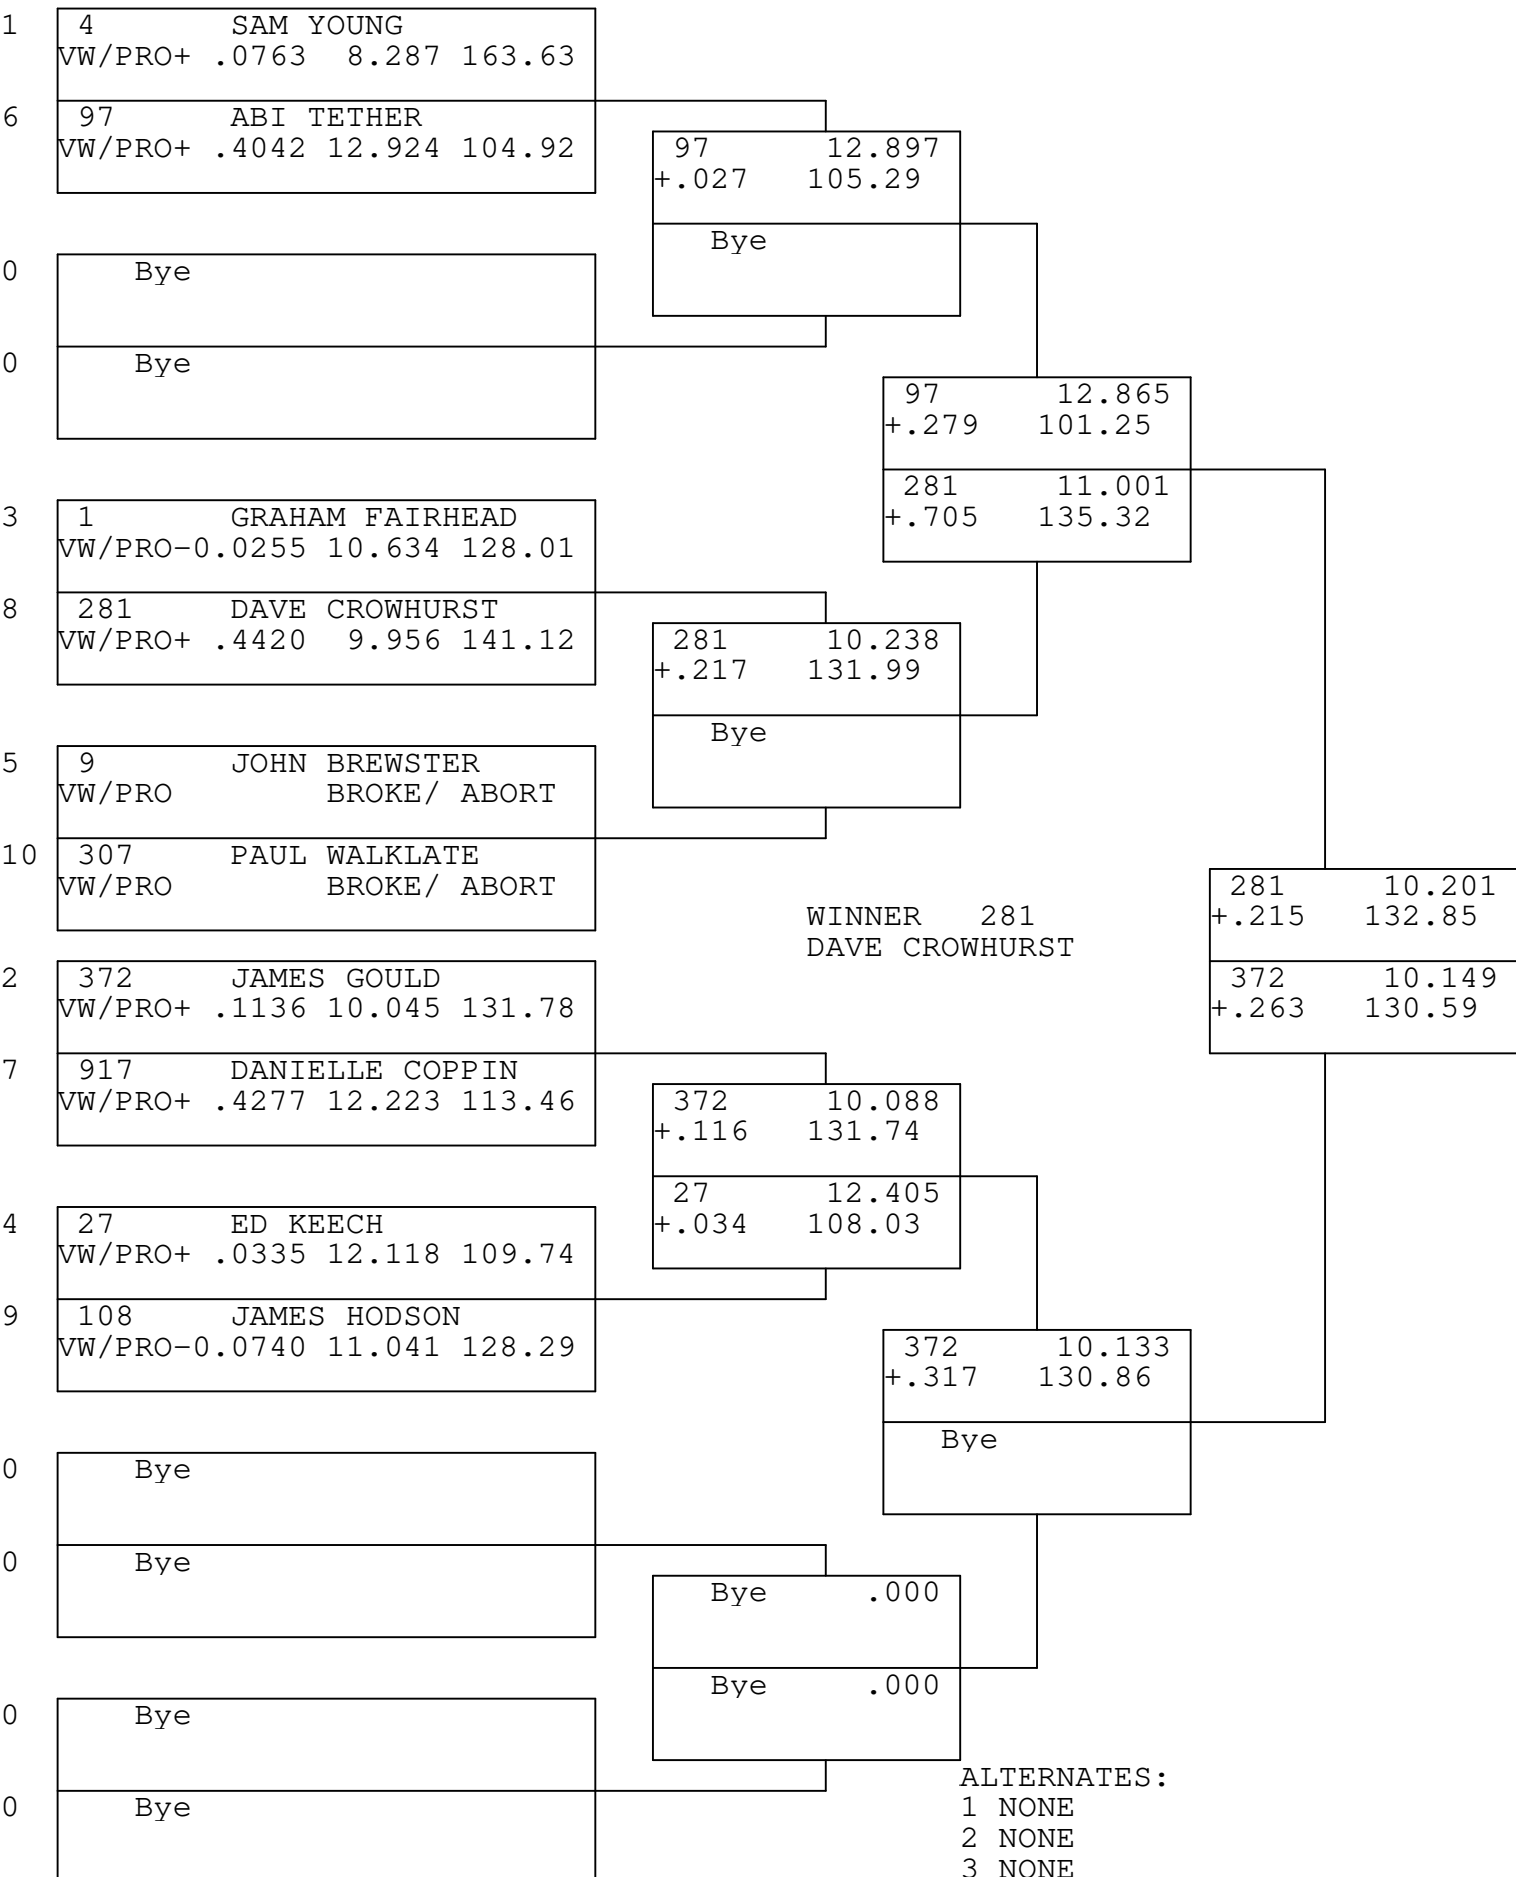 1 4 SAM YOUNG
VW/PRO+ .0763 8.287 163.63
6 97 ABI TETHER
VW/PRO+ .4042 12.924 104.92
97 12.897
+.027 105.29
Bye
0 Bye
0 Bye
97 12.865
+.279 101.25
281 11.001
+.705 135.32
3 1 GRAHAM FAIRHEAD
VW/PRO-0.0255 10.634 128.01
8 281 DAVE CROWHURST
VW/PRO+ .4420 9.956 141.12
281 10.238
+.217 131.99
Bye
5 9 JOHN BREWSTER
VW/PRO BROKE/ ABORT
10 307 PAUL WALKLATE
VW/PRO BROKE/ ABORT
281 10.201
+.215 132.85
372 10.149
+.263 130.59
WINNER 281
DAVE CROWHURST
2 372 JAMES GOULD
VW/PRO+ .1136 10.045 131.78
7 917 DANIELLE COPPIN
VW/PRO+ .4277 12.223 113.46
372 10.088
+.116 131.74
27 12.405
+.034 108.03
4 27 ED KEECH
VW/PRO+ .0335 12.118 109.74
9 108 JAMES HODSON
VW/PRO-0.0740 11.041 128.29
372 10.133
+.317 130.86
Bye
0 Bye
0 Bye
Bye .000
Bye .000
0 Bye
0 Bye
ALTERNATES:
1 NONE
2 NONE
3 NONE